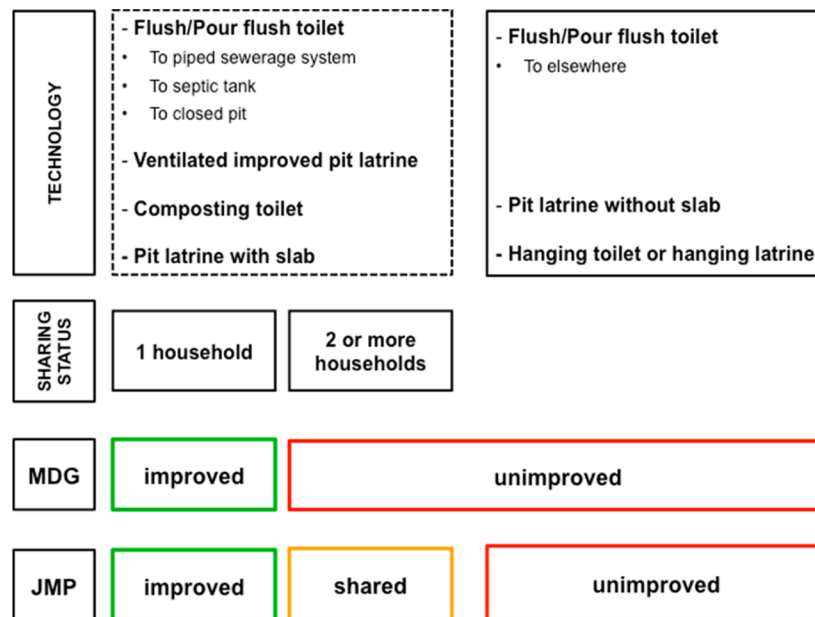 TECHNOLOGY
- Flush/Pour flush toilet
• To piped sewerage system
• To septic tank
• To closed pit
- Ventilated improved pit latrine
- Composting toilet
- Pit latrine with slab
- Flush/Pour flush toilet
• To elsewhere
- Pit latrine without slab
- Hanging toilet or hanging latrine
SHARING
STATUS
1 household
2 or more
households
MDG
improved
unimproved
JMP
improved
shared
unimproved